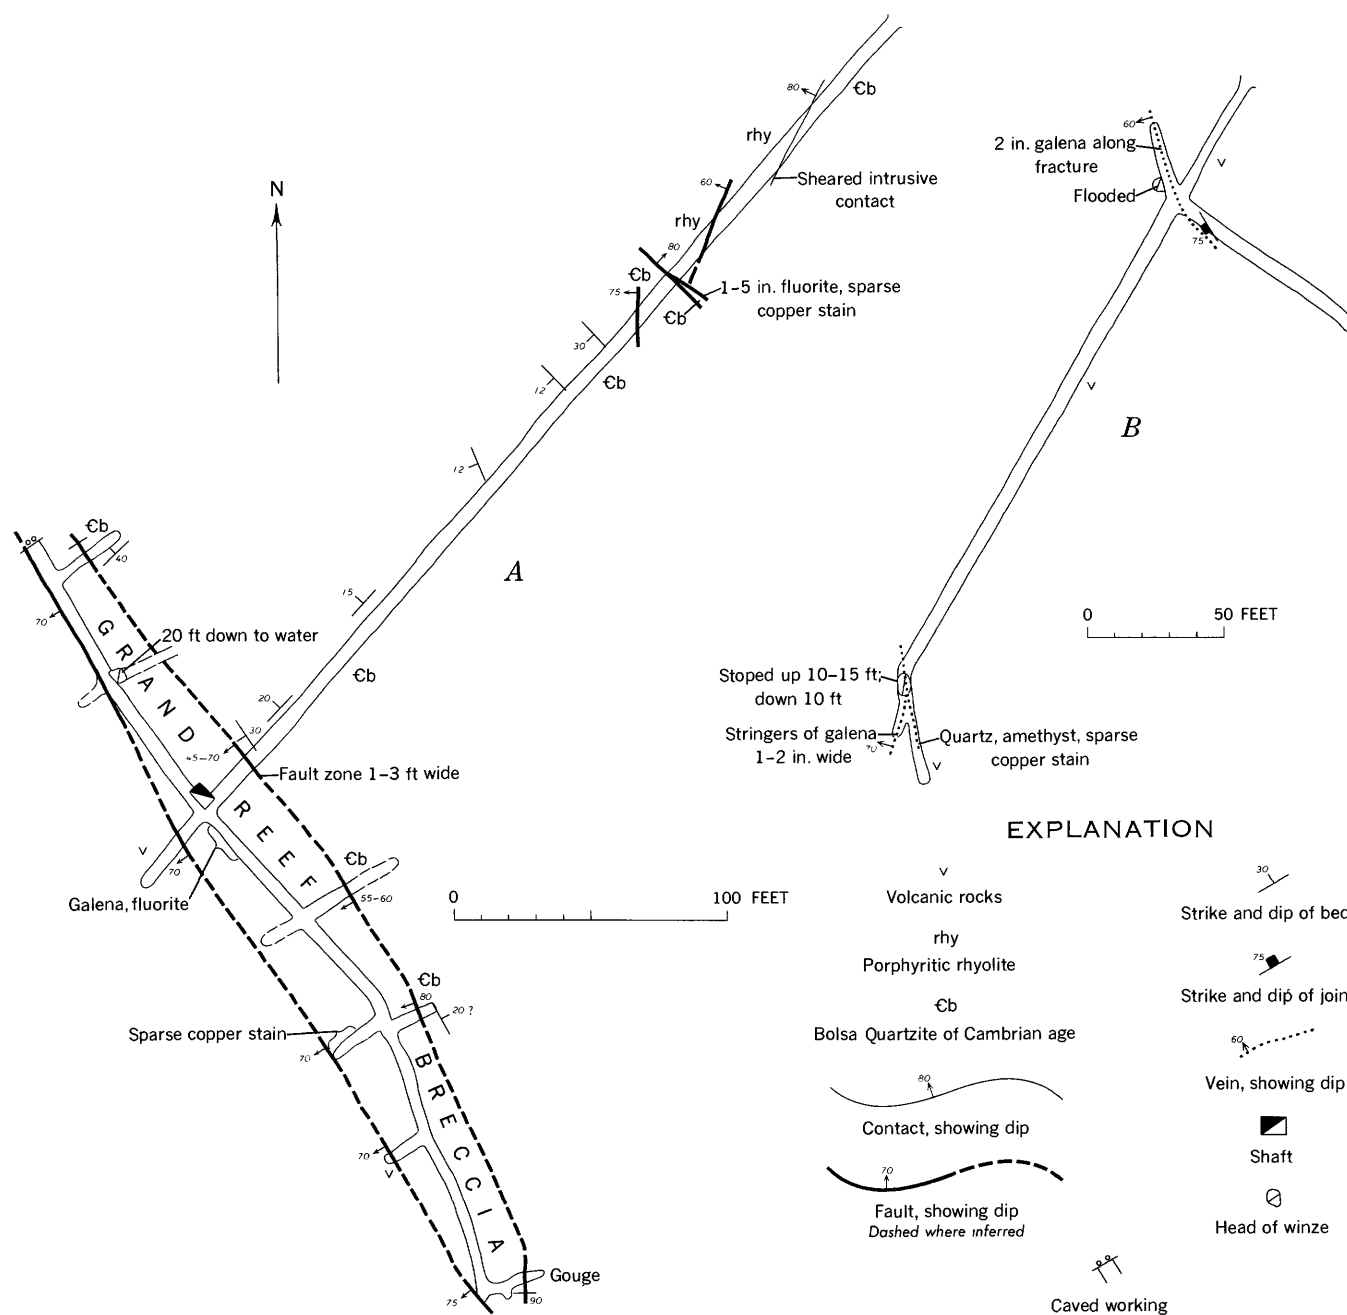 N
80
Ꞓb
rhy
Sheared intrusive
contact
60
rhy
80
Ꞓb
1–5 in. fluorite, sparse
copper stain
75
Ꞓb
30
12
Ꞓb
12
A
15
Ꞓb
20
30
45–70
Fault zone 1–3 ft wide
Ꞓb
40
70
20 ft down to water
GRAND
REEF
BRECCIA
v
70
Galena, fluorite
Ꞓb
55–60
Ꞓb
80
20 ?
Sparse copper stain
70
70
v
75
90
Gouge
0 100 FEET
60
2 in. galena along
fracture
Flooded
v
75
v
B
0 50 FEET
Stoped up 10–15 ft;
down 10 ft
Stringers of galena
1–2 in. wide
Quartz, amethyst, sparse
copper stain
v
EXPLANATION
v
Volcanic rocks
rhy
Porphyritic rhyolite
Ꞓb
Bolsa Quartzite of Cambrian age
80
Contact, showing dip
70
Fault, showing dip
Dashed where inferred
30
Strike and dip of bed
75
Strike and dip of join
60
Vein, showing dip
Shaft
Head of winze
Caved working